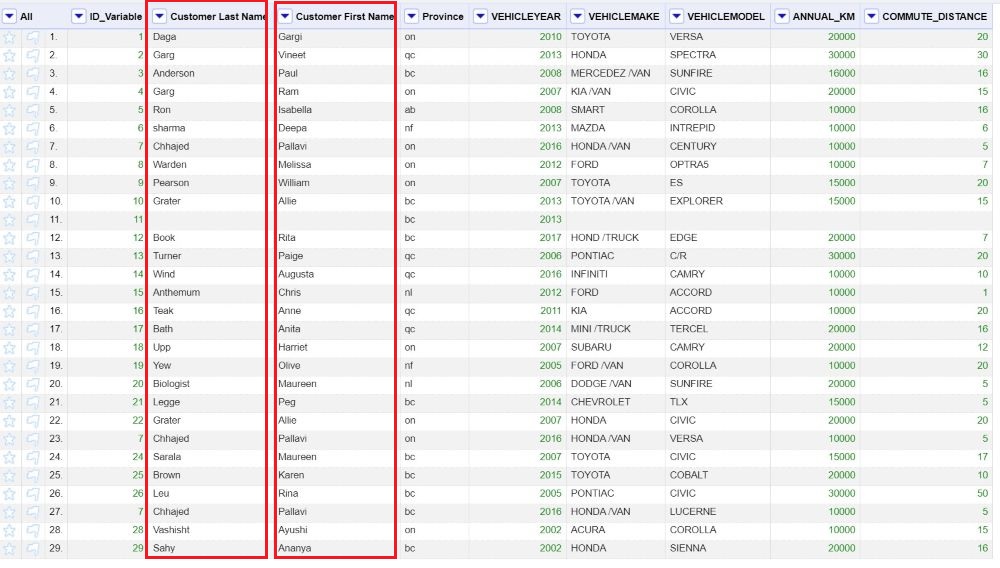 All ID_Variable Customer Last Name Customer First Name Province VEHICLEYEAR VEHICLEMAKE VEHICLEMODEL ANNUAL_KM COMMUTE_DISTANCE
1. 1 Daga Gargi on 2010 TOYOTA VERSA 20000 20
2. 2 Garg Vineet qc 2013 HONDA SPECTRA 30000 30
3. 3 Anderson Paul bc 2008 MERCEDEZ /VAN SUNFIRE 16000 16
4. 4 Garg Ram on 2007 KIA /VAN CIVIC 20000 15
5. 5 Ron Isabella ab 2008 SMART COROLLA 10000 16
6. 6 sharma Deepa nf 2013 MAZDA INTREPID 10000 6
7. 7 Chhajed Pallavi on 2016 HONDA /VAN CENTURY 10000 5
8. 8 Warden Melissa on 2012 FORD OPTRA5 10000 7
9. 9 Pearson William on 2007 TOYOTA ES 15000 20
10. 10 Grater Allie bc 2013 TOYOTA /VAN EXPLORER 15000 15
11. 11 bc 2013
12. 12 Book Rita bc 2017 HOND /TRUCK EDGE 20000 7
13. 13 Turner Paige qc 2006 PONTIAC C/R 30000 20
14. 14 Wind Augusta qc 2016 INFINITI CAMRY 10000 10
15. 15 Anthemum Chris nl 2012 FORD ACCORD 10000 1
16. 16 Teak Anne qc 2011 KIA ACCORD 10000 20
17. 17 Bath Anita qc 2014 MINI /TRUCK TERCEL 20000 16
18. 18 Upp Harriet on 2007 SUBARU CAMRY 20000 12
19. 19 Yew Olive nf 2005 FORD /VAN COROLLA 10000 20
20. 20 Biologist Maureen nl 2006 DODGE /VAN SUNFIRE 20000 5
21. 21 Legge Peg bc 2014 CHEVROLET TLX 15000 5
22. 22 Grater Allie on 2007 HONDA CIVIC 20000 20
23. 7 Chhajed Pallavi on 2016 HONDA /VAN VERSA 10000 5
24. 24 Sarala Maureen bc 2007 TOYOTA CIVIC 15000 17
25. 25 Brown Karen bc 2015 TOYOTA COBALT 20000 10
26. 26 Leu Rina bc 2005 PONTIAC CIVIC 30000 50
27. 7 Chhajed Pallavi bc 2016 HONDA /VAN LUCERNE 10000 5
28. 28 Vashisht Ayushi on 2002 ACURA COROLLA 10000 15
29. 29 Sahy Ananya bc 2002 HONDA SIENNA 20000 16